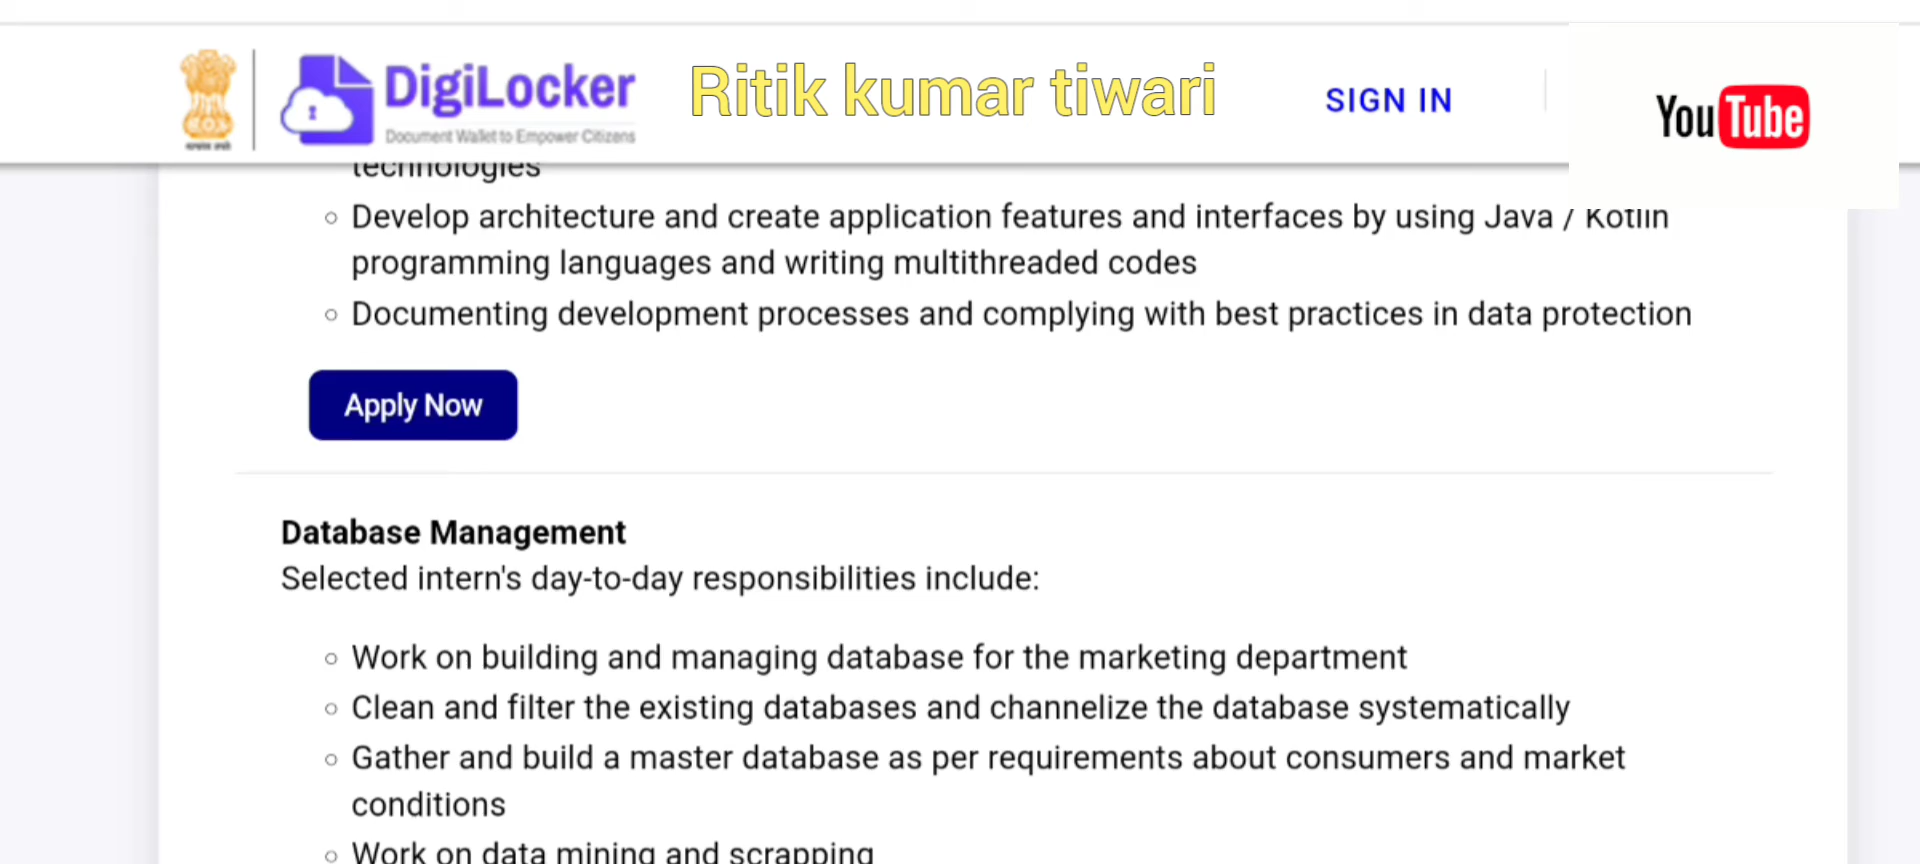 DigiLocker
Document Wallet to Empower Citizens
Ritik kumar tiwari
SIGN IN
YouTube
technologies
Develop architecture and create application features and interfaces by using Java / Kotlin
programming languages and writing multithreaded codes
Documenting development processes and complying with best practices in data protection
Apply Now
Database Management
Selected intern's day-to-day responsibilities include:
Work on building and managing database for the marketing department
Clean and filter the existing databases and channelize the database systematically
Gather and build a master database as per requirements about consumers and market
conditions
Work on data mining and scrapping